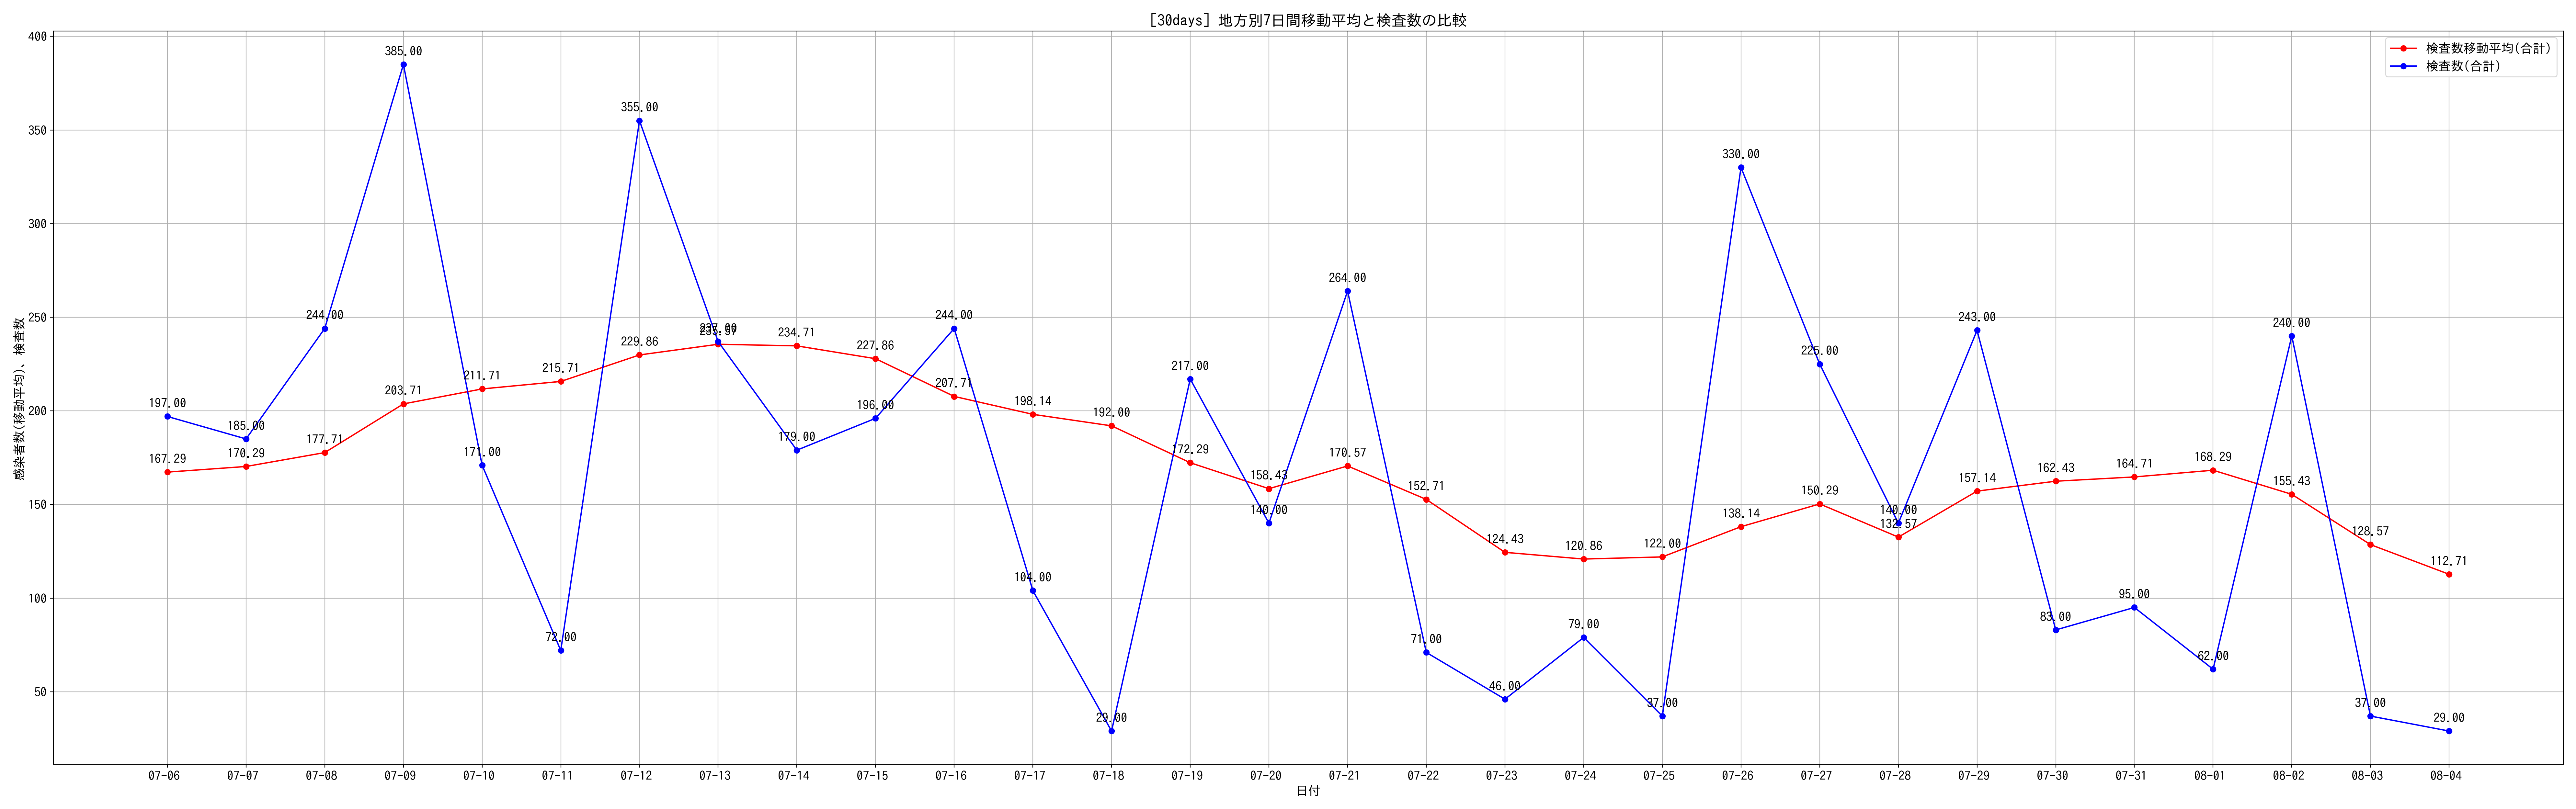 [30days] 地方別7日間移動平均と検査数の比較
検査数移動平均(合計)
検査数(合計)
感染者数(移動平均)、検査数
400
350
300
250
200
150
100
50
197.00 185.00 244.00 385.00 171.00 72.00 355.00 237.00 179.00 196.00 244.00 104.00 29.00 217.00 140.00 264.00 71.00 46.00 79.00 37.00 330.00 225.00 140.00 243.00 83.00 95.00 62.00 240.00 37.00 29.00
167.29 170.29 177.71 203.71 211.71 215.71 229.86 235.57 234.71 227.86 207.71 198.14 192.00 172.29 158.43 170.57 152.71 124.43 120.86 122.00 138.14 150.29 132.57 157.14 162.43 164.71 168.29 155.43 128.57 112.71
07-06 07-07 07-08 07-09 07-10 07-11 07-12 07-13 07-14 07-15 07-16 07-17 07-18 07-19 07-20 07-21 07-22 07-23 07-24 07-25 07-26 07-27 07-28 07-29 07-30 07-31 08-01 08-02 08-03 08-04
日付